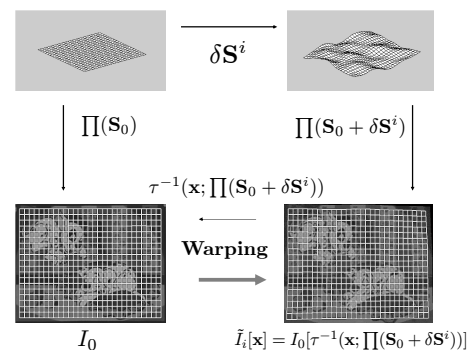 δS^i
∏(S_0)
∏(S_0 + δS^i)
τ^{-1}(x; ∏(S_0 + δS^i))
Warping
I_0
Ĩ_i[x] = I_0[τ^{-1}(x; ∏(S_0 + δS^i))]